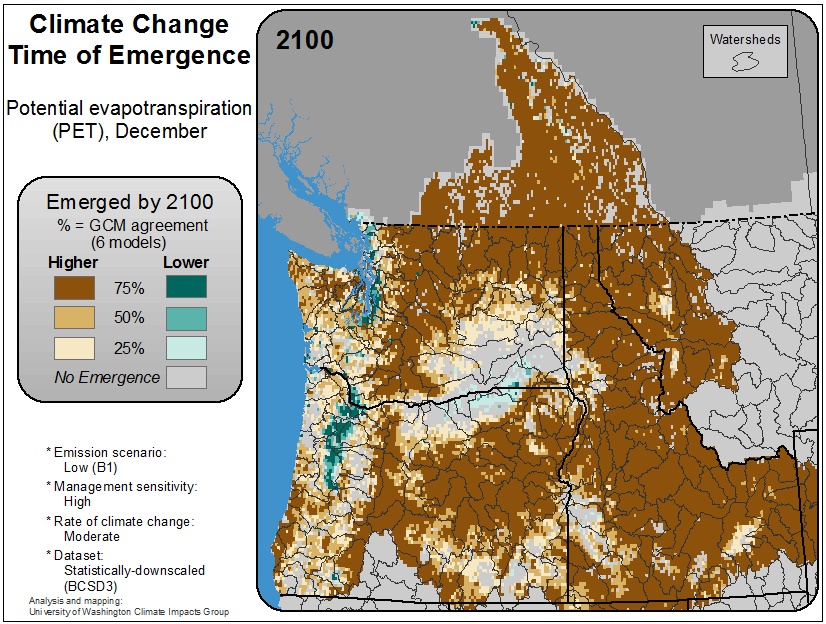 Climate Change
Time of Emergence
Potential evapotranspiration
(PET), December
Emerged by 2100
% = GCM agreement
(6 models)
Higher Lower
75%
50%
25%
No Emergence
* Emission scenario:
Low (B1)
* Management sensitivity:
High
* Rate of climate change:
Moderate
* Dataset:
Statistically-downscaled
(BCSD3)
Analysis and mapping:
University of Washington Climate Impacts Group
2100
Watersheds